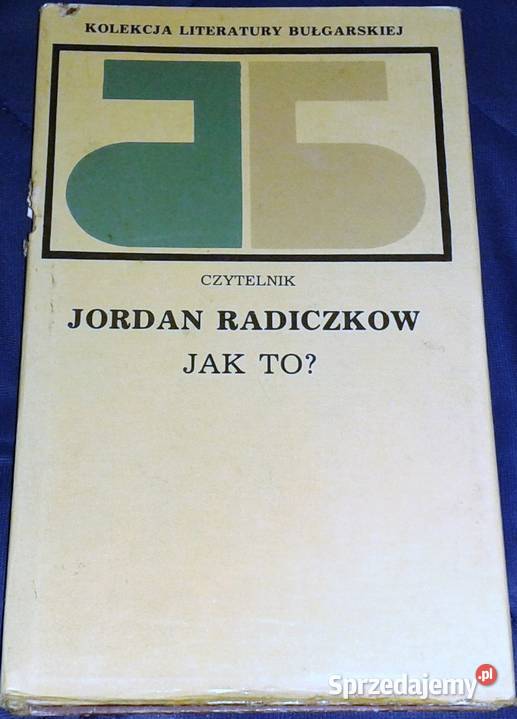 KOLEKCJA LITERATURY BUŁGARSKIEJ
CZYTELNIK
JORDAN RADICZKOW
JAK TO?
Sprzedajemy.pl